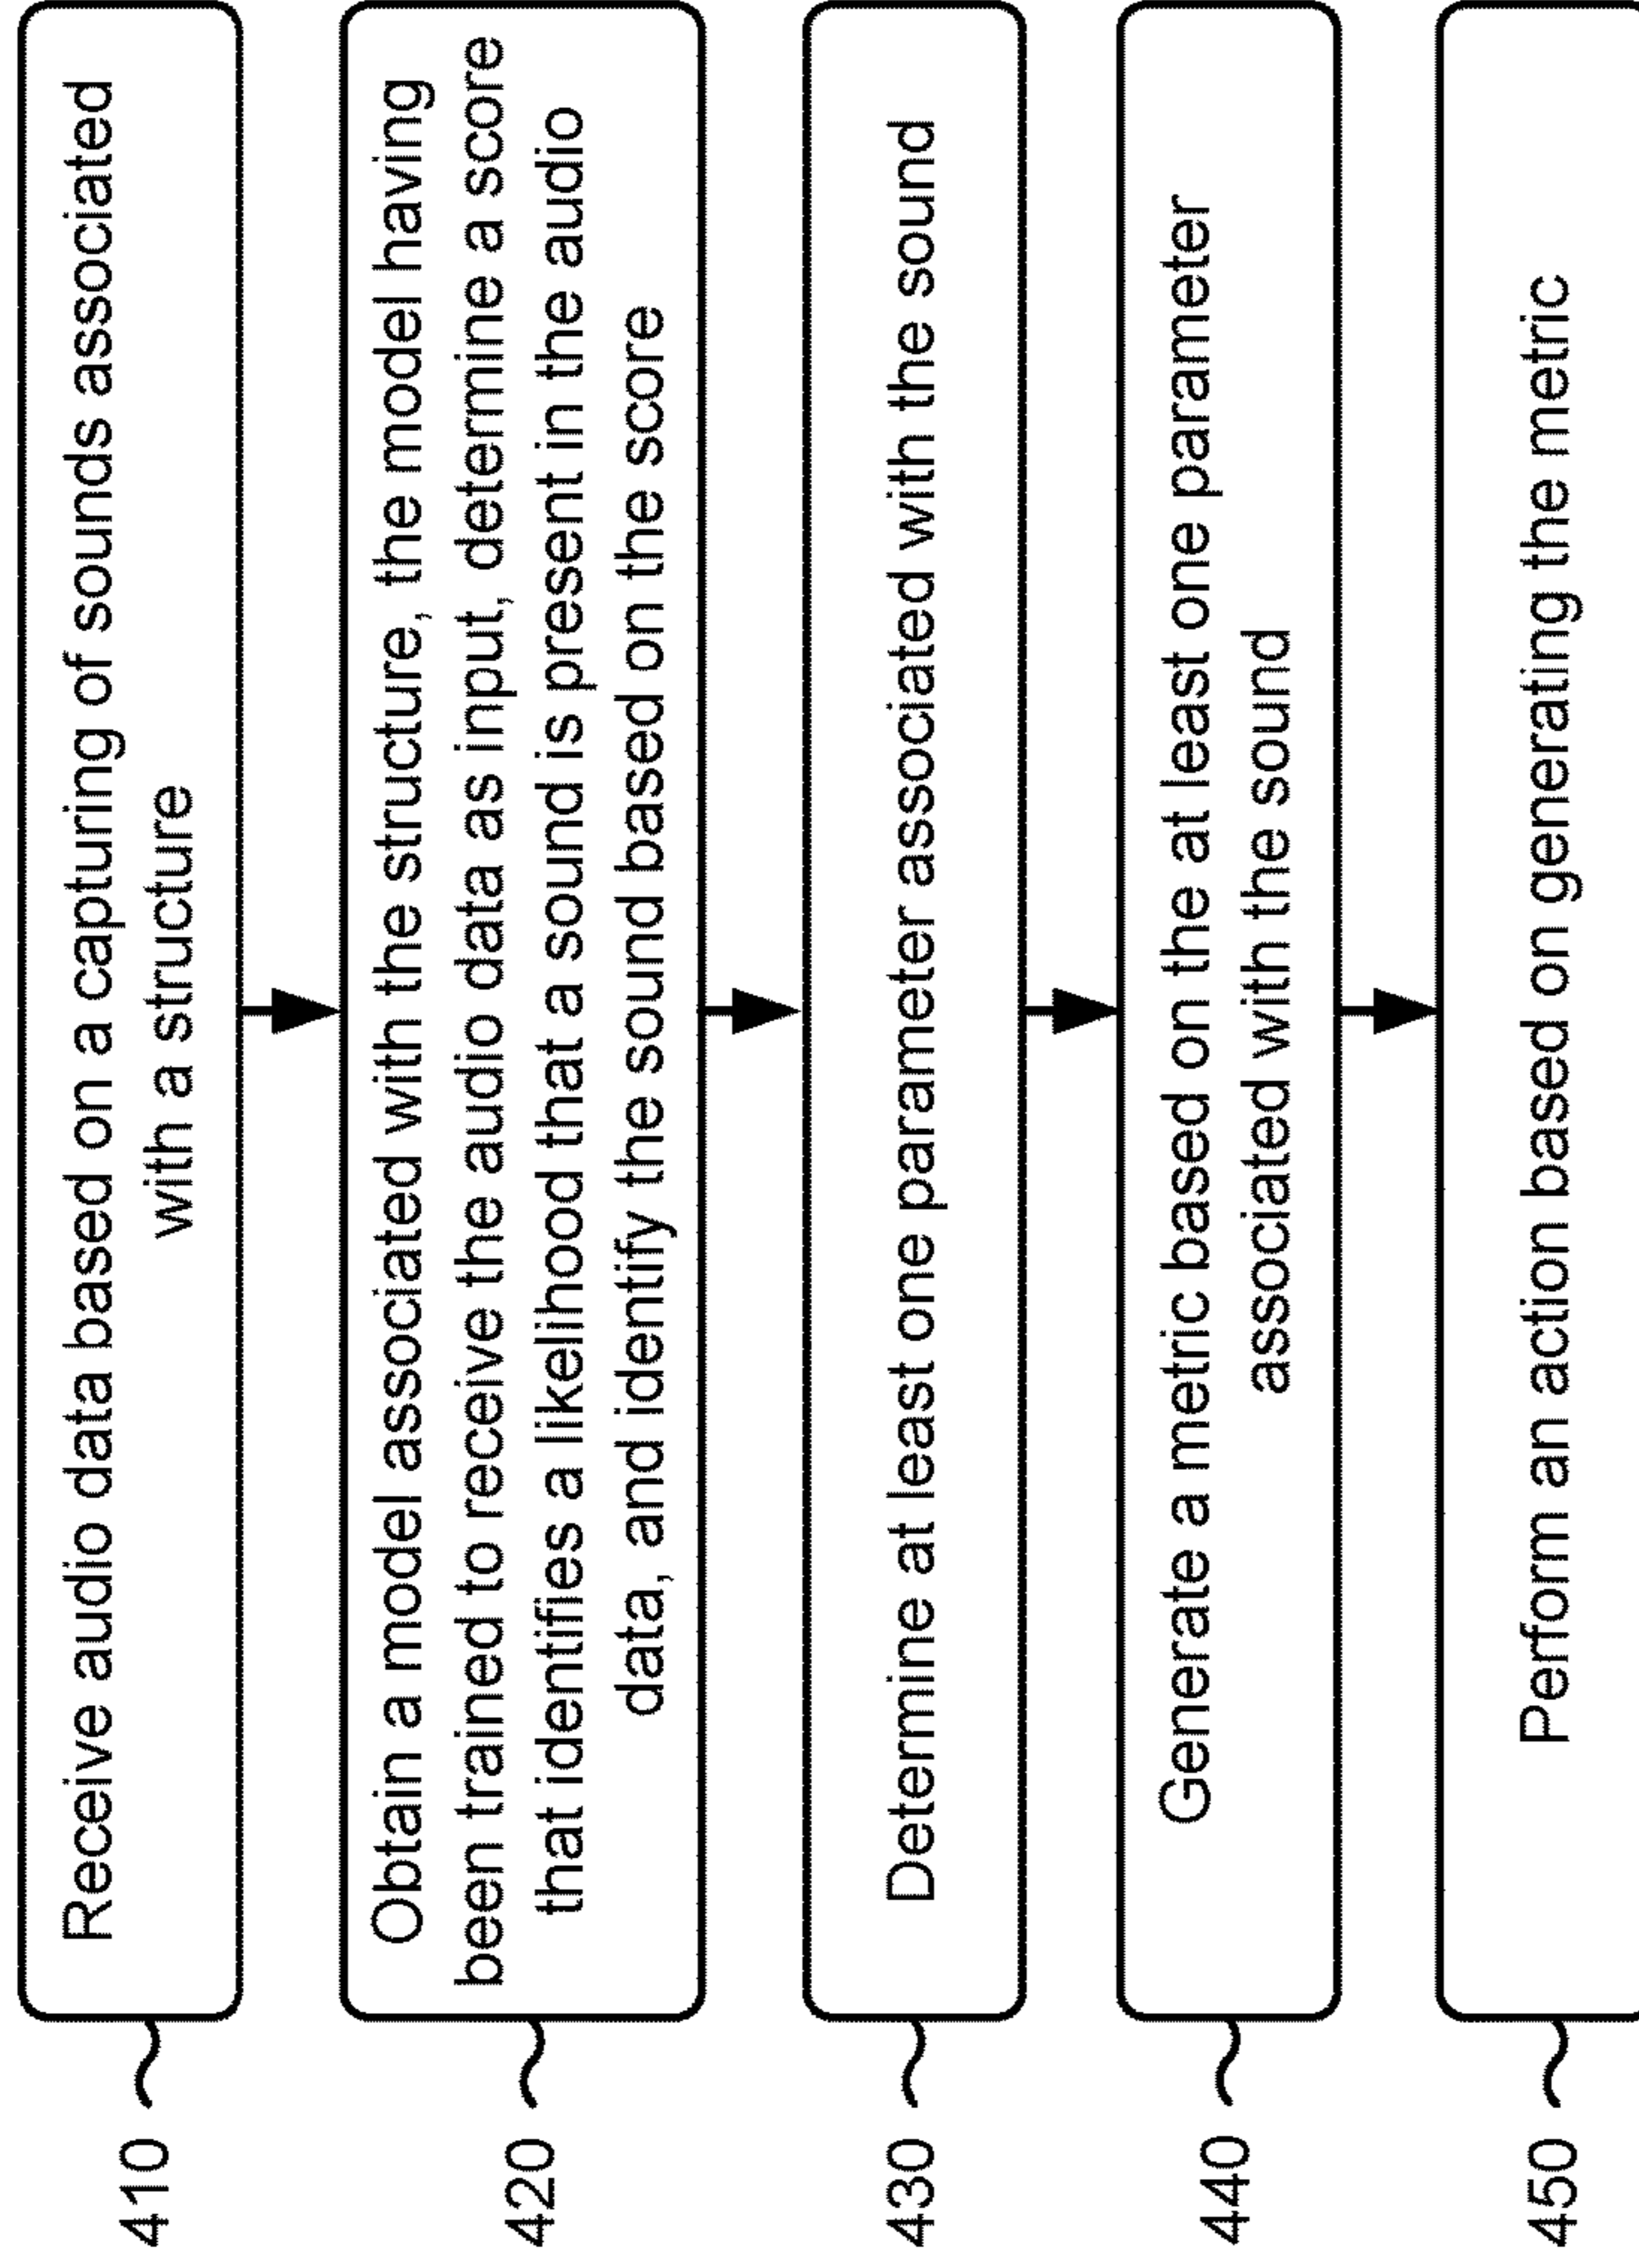 410
Receive audio data based on a capturing of sounds associated
with a structure
420
Obtain a model associated with the structure, the model having
been trained to receive the audio data as input, determine a score
that identifies a likelihood that a sound is present in the audio
data, and identify the sound based on the score
430
Determine at least one parameter associated with the sound
440
Generate a metric based on the at least one parameter
associated with the sound
450
Perform an action based on generating the metric